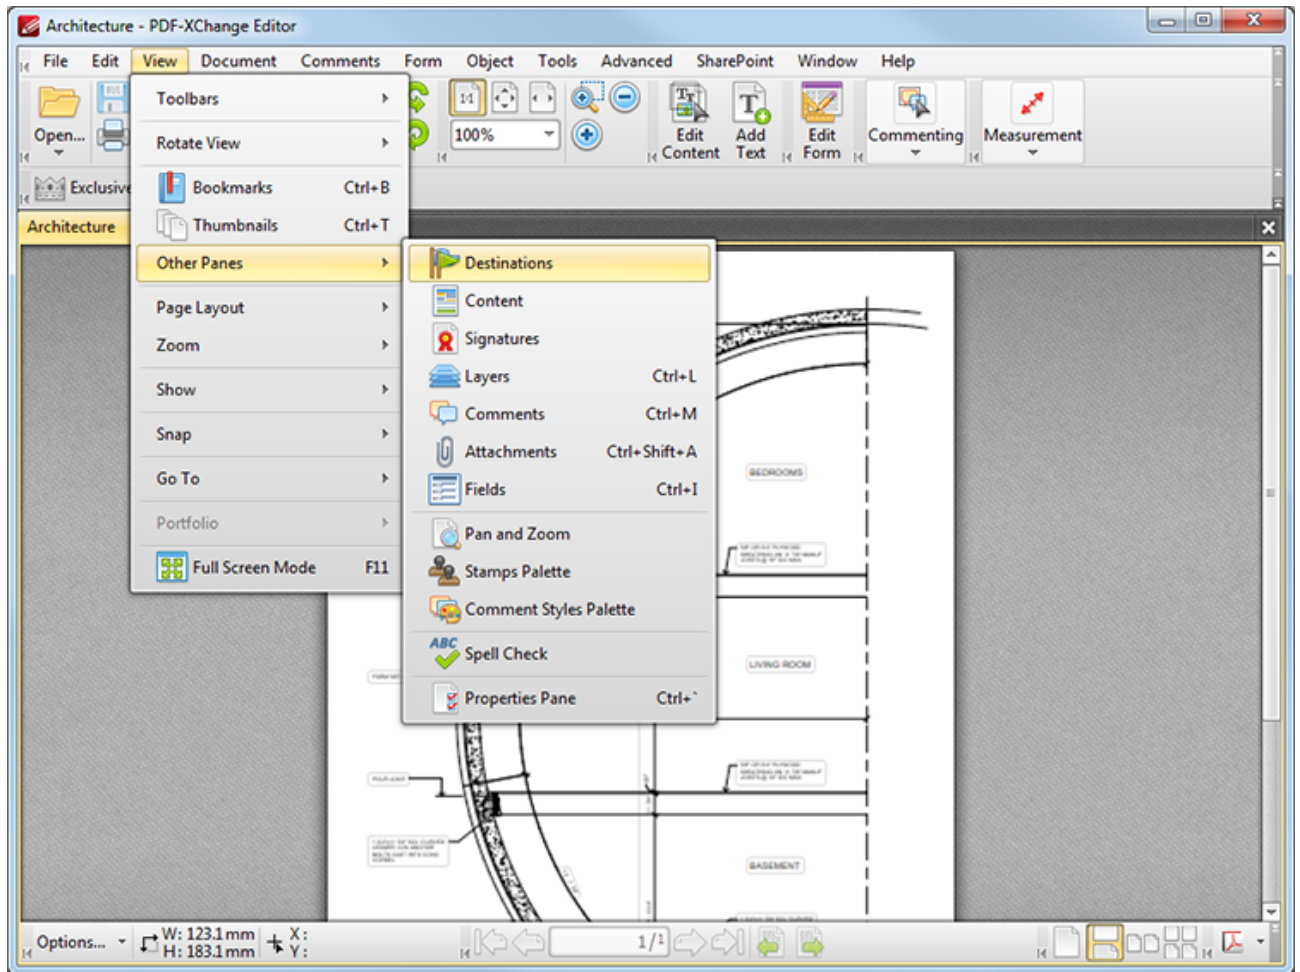 Architecture - PDF-XChange Editor
File Edit View Document Comments Form Object Tools Advanced SharePoint Window Help
Open...
100%
Edit Content
Add Text
Edit Form
Commenting
Measurement
Exclusive
Architecture
Toolbars
Rotate View
Bookmarks Ctrl+B
Thumbnails Ctrl+T
Other Panes
Page Layout
Zoom
Show
Snap
Go To
Portfolio
Full Screen Mode F11
Destinations
Content
Signatures
Layers Ctrl+L
Comments Ctrl+M
Attachments Ctrl+Shift+A
Fields Ctrl+I
Pan and Zoom
Stamps Palette
Comment Styles Palette
ABC
Spell Check
Properties Pane Ctrl+`
BEDROOMS
LIVING ROOM
BASEMENT
Options...
W: 123.1 mm
H: 183.1 mm
X:
Y:
1/1